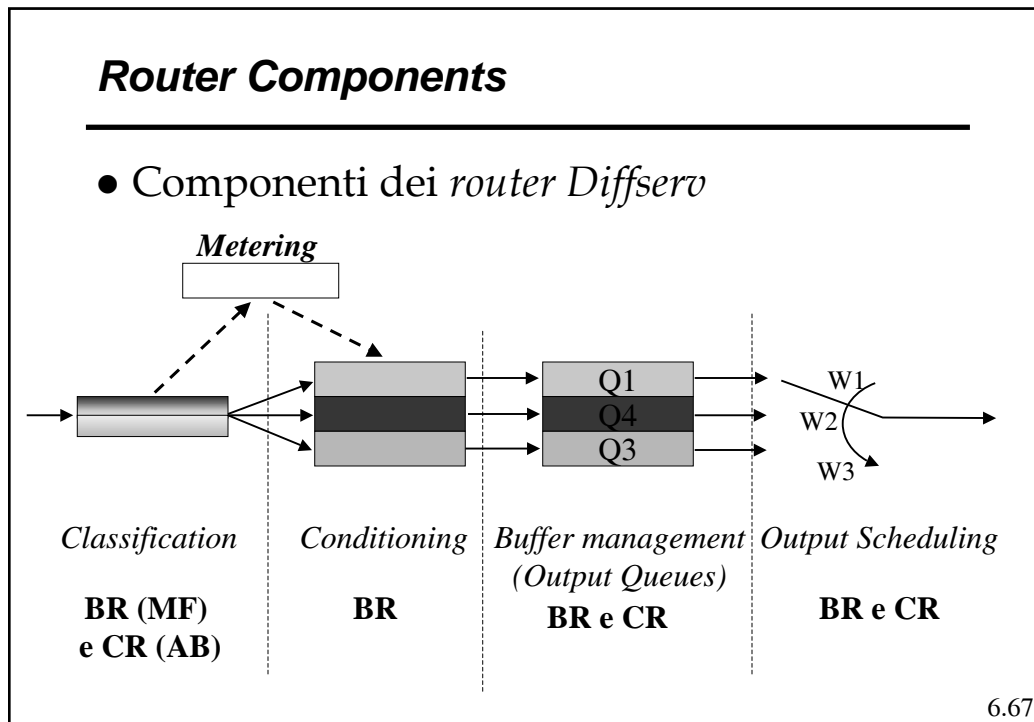 Router Components
● Componenti dei router Diffserv
Metering
Q1
Q4
Q3
W1
W2
W3
Classification
Conditioning
Buffer management
(Output Queues)
Output Scheduling
BR (MF)
e CR (AB)
BR
BR e CR
BR e CR
6.67